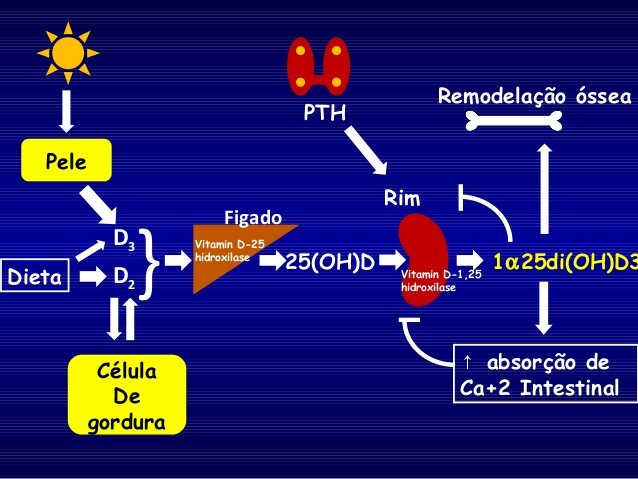 Remodelação óssea
PTH
Pele
Rim
Figado
D3
Vitamin D-25
hidroxilase
25(OH)D
1α25di(OH)D3
Dieta
D2
Vitamin D-1,25
hidroxilase
Célula
De
gordura
↑ absorção de
Ca+2 Intestinal